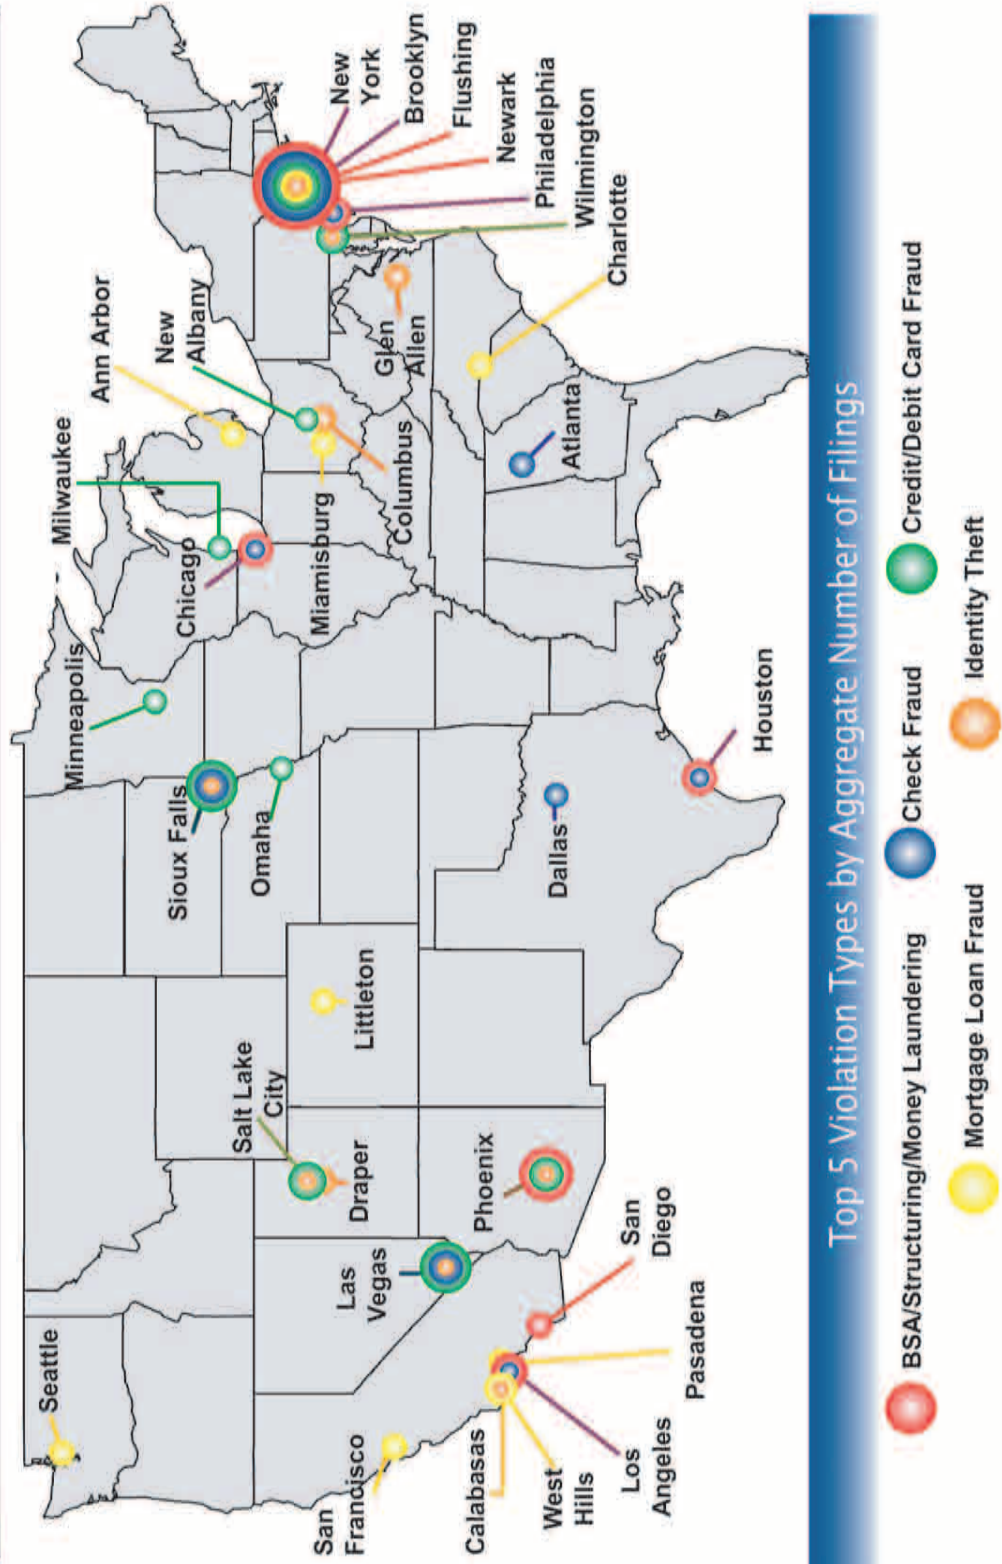 Seattle
San
Francisco
Calabasas
West
Hills
Los
Angeles
Pasadena
San
Diego
Las
Vegas
Phoenix
Salt Lake
City
Draper
Littleton
Sioux Falls
Omaha
Minneapolis
Dallas
Houston
Milwaukee
Chicago
Miamisburg
Columbus
Ann Arbor
New
Albany
Atlanta
Glen
Allen
Charlotte
Wilmington
Philadelphia
Newark
Flushing
Brooklyn
New
York
Top 5 Violation Types by Aggregate Number of Filings
BSA/Structuring/Money Laundering
Check Fraud
Credit/Debit Card Fraud
Mortgage Loan Fraud
Identity Theft